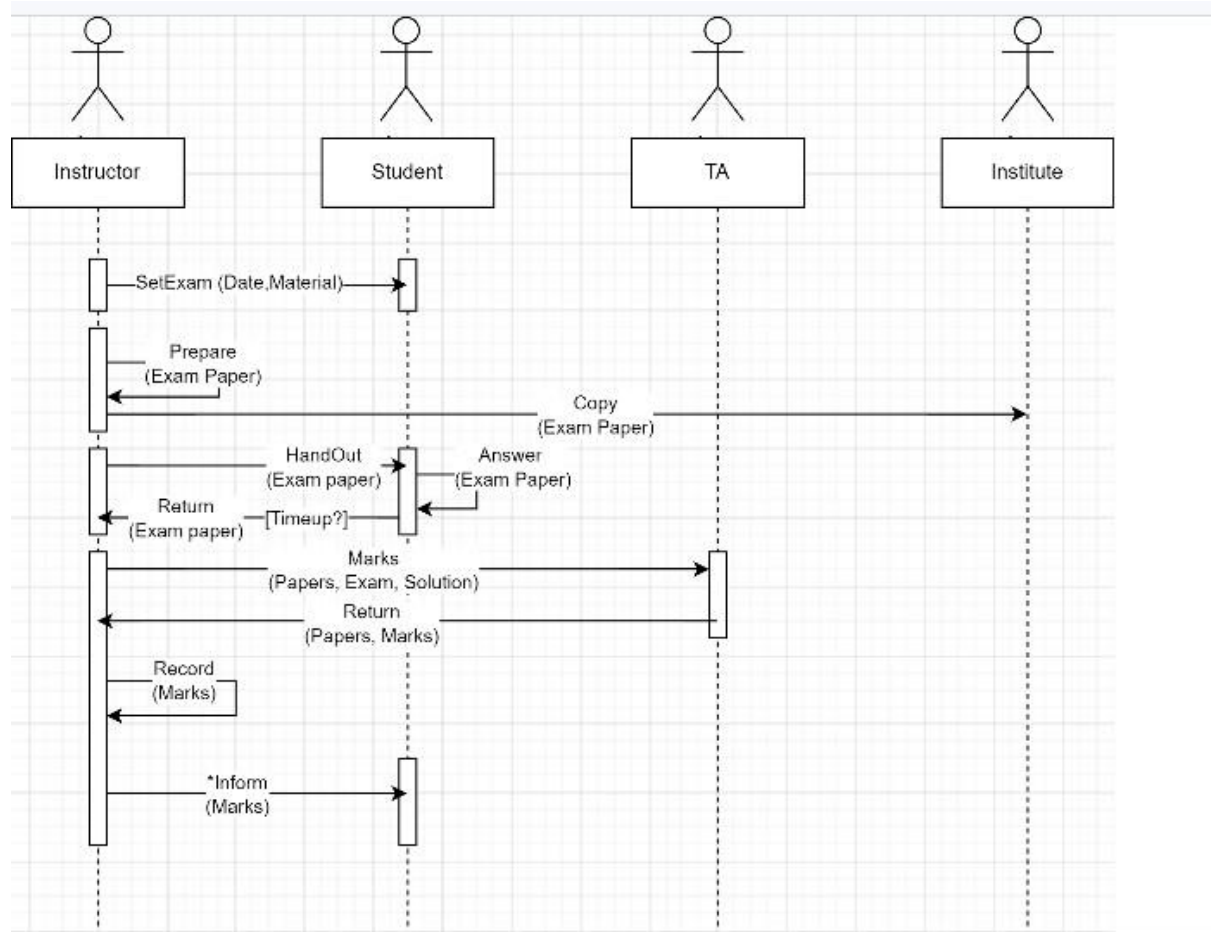 Instructor
Student
TA
Institute
SetExam (Date,Material)
Prepare
(Exam Paper)
Copy
(Exam Paper)
HandOut
(Exam paper)
Answer
(Exam Paper)
Return
(Exam paper)
[Timeup?]
Marks
(Papers, Exam, Solution)
Return
(Papers, Marks)
Record
(Marks)
*Inform
(Marks)